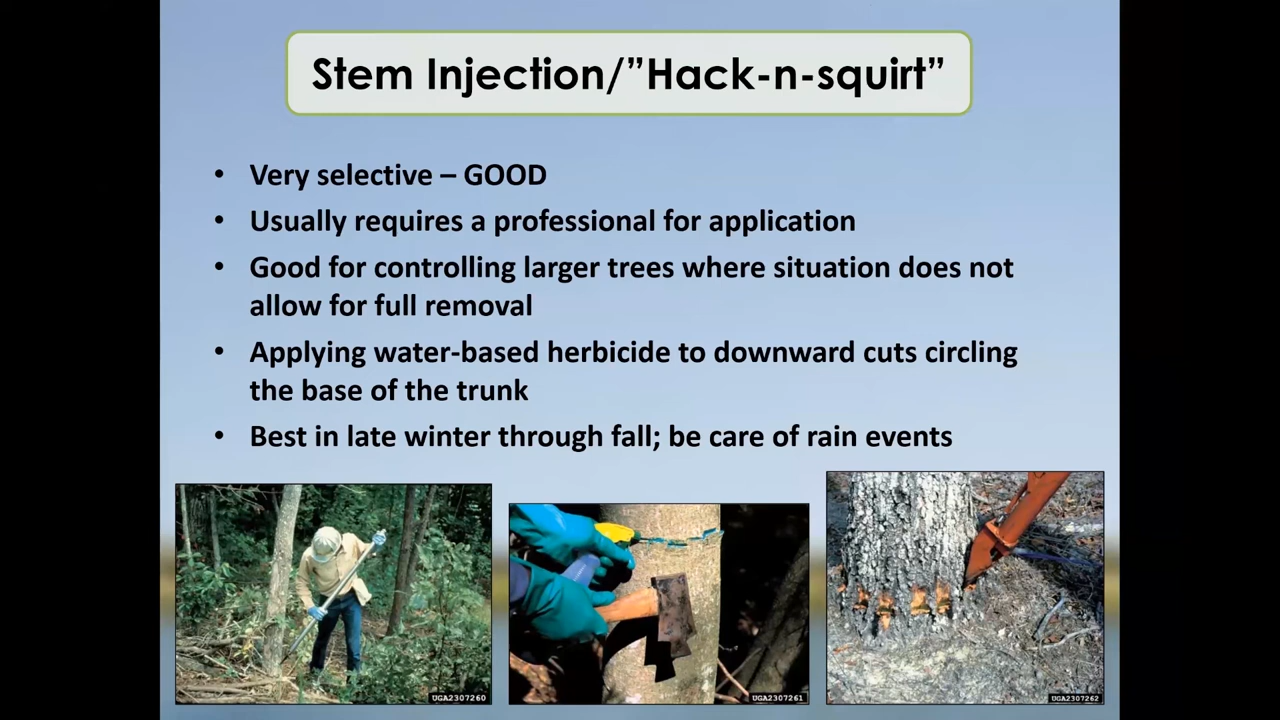 Stem Injection/”Hack-n-squirt”
• Very selective – GOOD
• Usually requires a professional for application
• Good for controlling larger trees where situation does not
allow for full removal
• Applying water-based herbicide to downward cuts circling
the base of the trunk
• Best in late winter through fall; be care of rain events
UGA2307260
UGA2307261
UGA2307262